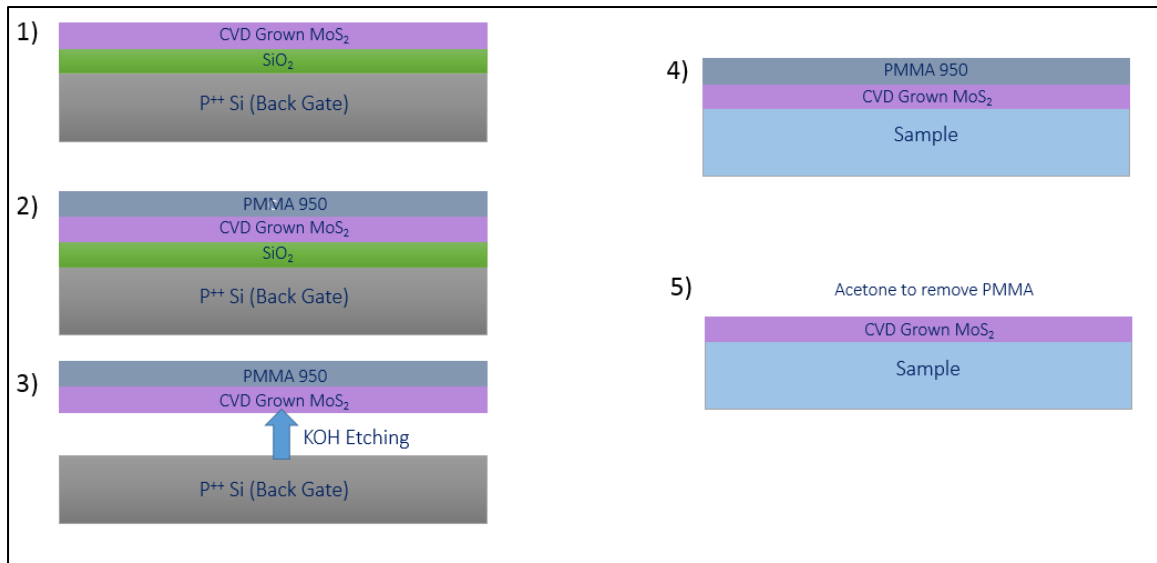 1)
CVD Grown MoS₂
SiO₂
P⁺⁺ Si (Back Gate)
2)
PMMA 950
CVD Grown MoS₂
SiO₂
P⁺⁺ Si (Back Gate)
3)
PMMA 950
CVD Grown MoS₂
KOH Etching
P⁺⁺ Si (Back Gate)
4)
PMMA 950
CVD Grown MoS₂
Sample
5)
Acetone to remove PMMA
CVD Grown MoS₂
Sample